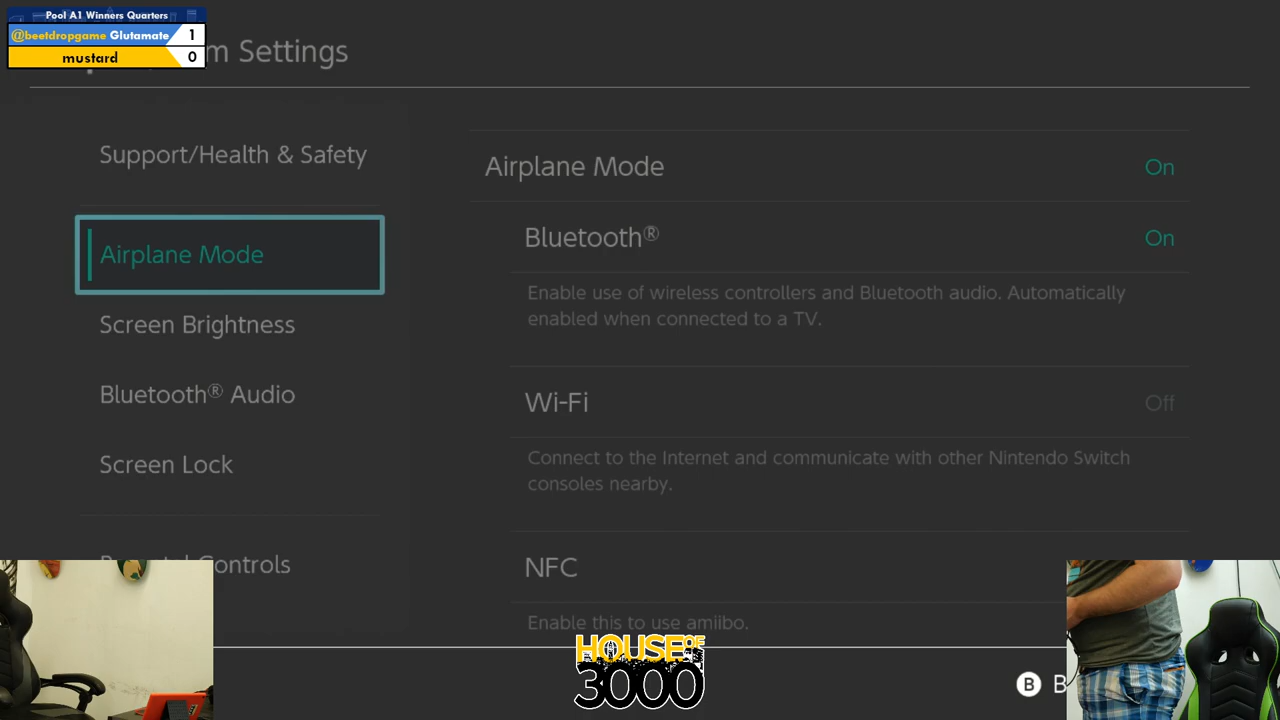 Pool A1 Winners Quarters
@beetdropgame Glutamate 1
mustard 0
m Settings
Support/Health & Safety
Airplane Mode
Screen Brightness
Bluetooth® Audio
Screen Lock
Controls
Airplane Mode On
Bluetooth® On
Enable use of wireless controllers and Bluetooth audio. Automatically
enabled when connected to a TV.
Wi-Fi Off
Connect to the Internet and communicate with other Nintendo Switch
consoles nearby.
NFC
Enable this to use amiibo.
HOUSE OF
3000
B B